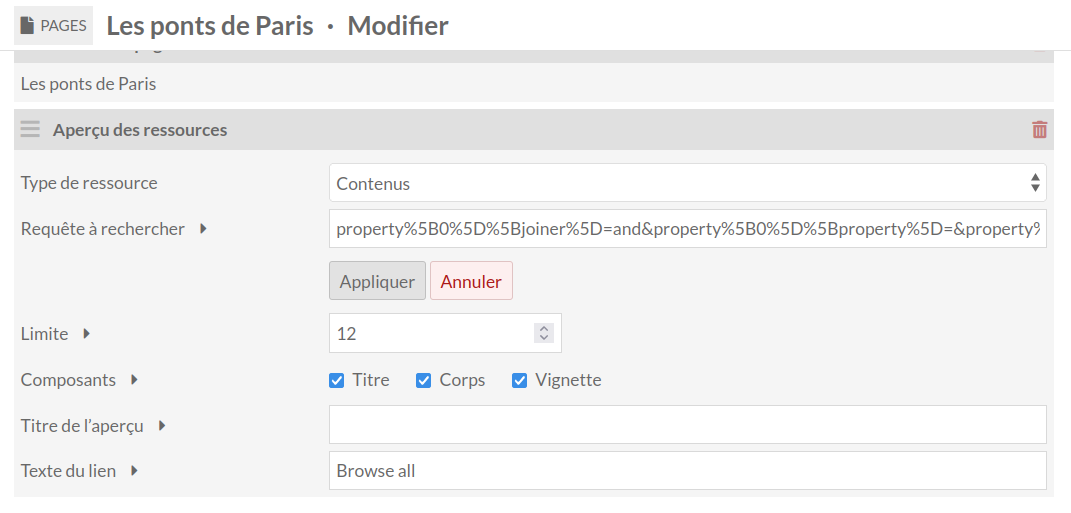 PAGES Les ponts de Paris · Modifier
Les ponts de Paris
Aperçu des ressources
Type de ressource Contenus
Requête à rechercher property%5B0%5D%5Bjoiner%5D=and&property%5B0%5D%5Bproperty%5D=&property%
Appliquer Annuler
Limite 12
Composants Titre Corps Vignette
Titre de l’aperçu
Texte du lien Browse all